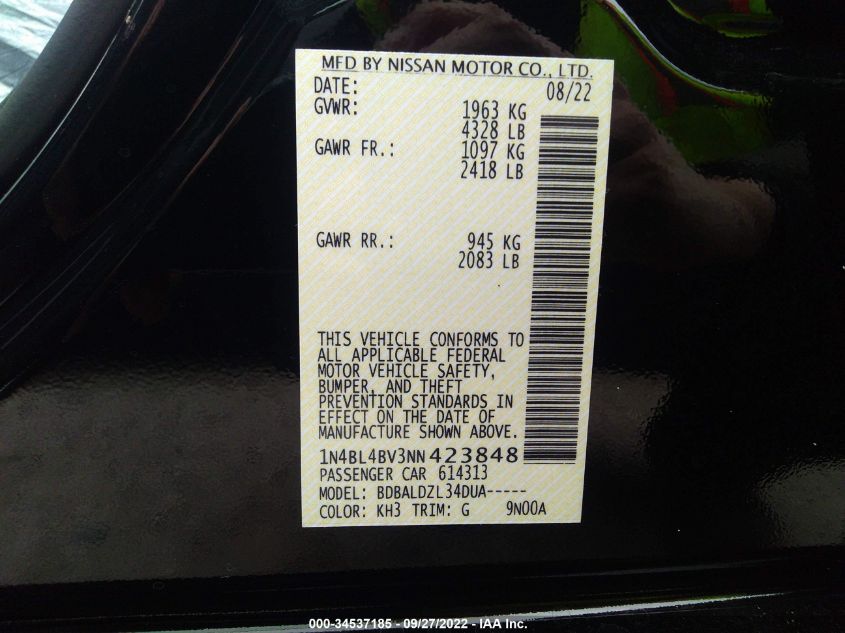 MFD BY NISSAN MOTOR CO., LTD.
DATE: 08/22
GVWR: 1963 KG
4328 LB
GAWR FR.: 1097 KG
2418 LB
GAWR RR.: 945 KG
2083 LB
THIS VEHICLE CONFORMS TO
ALL APPLICABLE FEDERAL
MOTOR VEHICLE SAFETY,
BUMPER, AND THEFT
PREVENTION STANDARDS IN
EFFECT ON THE DATE OF
MANUFACTURE SHOWN ABOVE.
1N4BL4BV3NN423848
PASSENGER CAR 614313
MODEL: BDBALDZL34DUA-----
COLOR: KH3 TRIM: G 9N00A
000-34537185 - 09/27/2022 - IAA Inc.